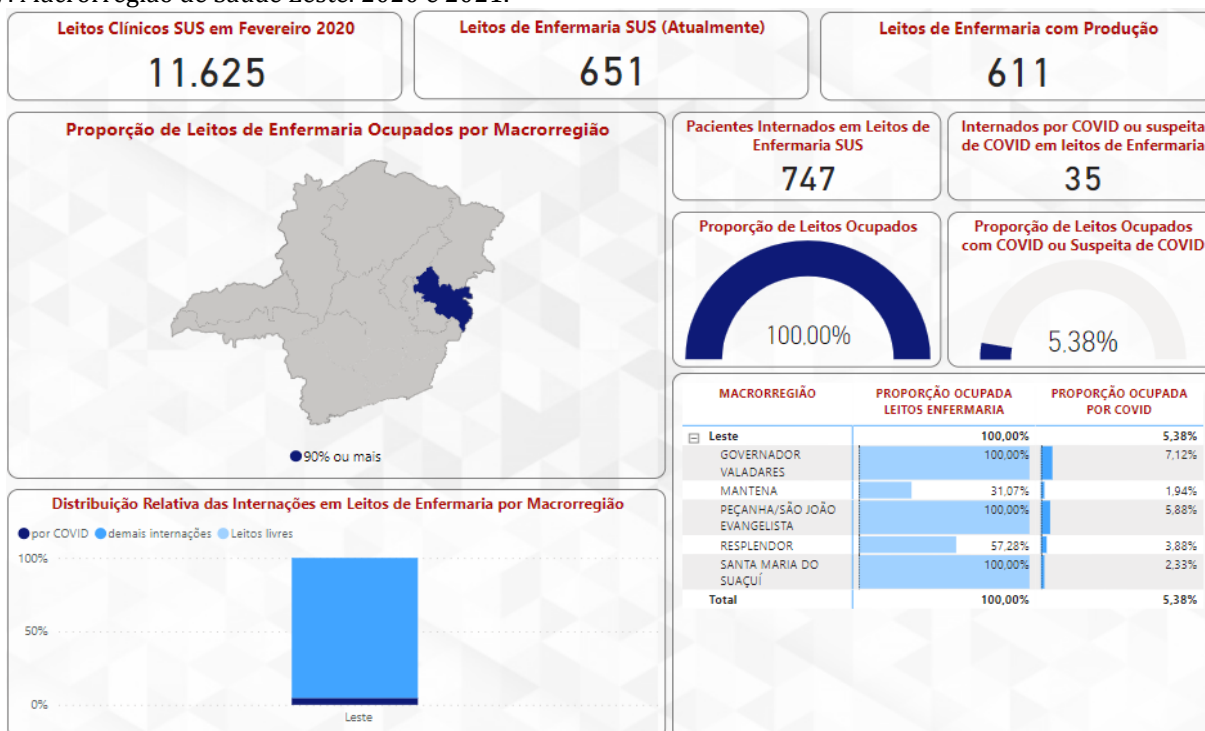 Macrorregião de Saúde Leste. 2020 e 2021.
Leitos Clínicos SUS em Fevereiro 2020
11.625
Leitos de Enfermaria SUS (Atualmente)
651
Leitos de Enfermaria com Produção
611
Proporção de Leitos de Enfermaria Ocupados por Macrorregião
90% ou mais
Pacientes Internados em Leitos de
Enfermaria SUS
747
Internados por COVID ou suspeita
de COVID em leitos de Enfermaria
35
Proporção de Leitos Ocupados
100,00%
Proporção de Leitos Ocupados
com COVID ou Suspeita de COVID
5,38%
Distribuição Relativa das Internações em Leitos de Enfermaria por Macrorregião
por COVID demais internações Leitos livres
100%
50%
0%
Leste
MACRORREGIÃO PROPORÇÃO OCUPADA LEITOS ENFERMARIA PROPORÇÃO OCUPADA POR COVID
Leste 100,00% 5,38%
GOVERNADOR VALADARES 100,00% 7,12%
MANTENA 31,07% 1,94%
PEÇANHA/SÃO JOÃO EVANGELISTA 100,00% 5,88%
RESPLENDOR 57,28% 3,88%
SANTA MARIA DO SUAÇUÍ 100,00% 2,33%
Total 100,00% 5,38%